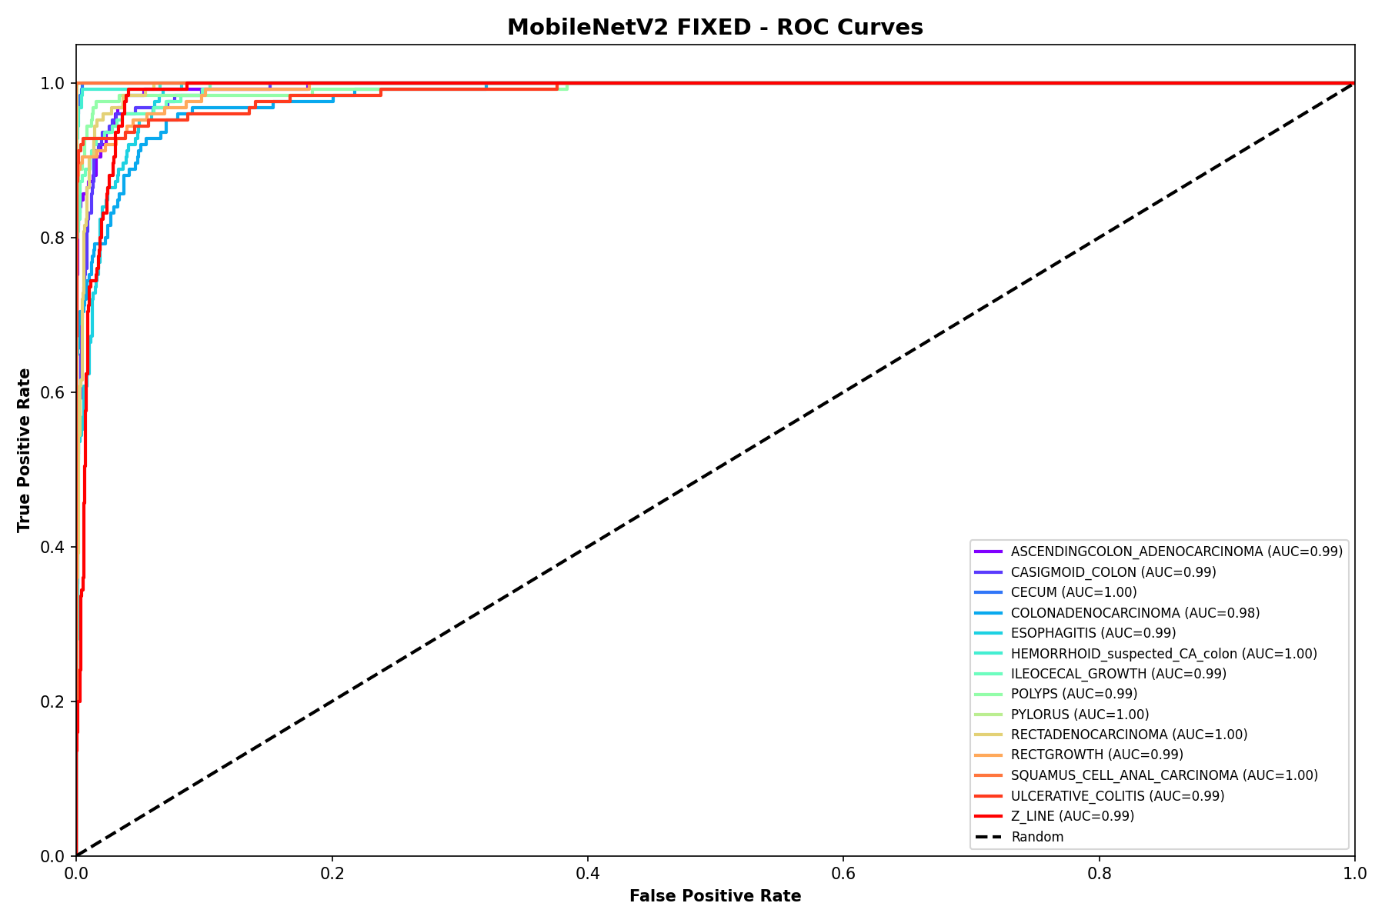 MobileNetV2 FIXED - ROC Curves
True Positive Rate
1.0
0.8
0.6
0.4
0.2
0.0
0.0 0.2 0.4 0.6 0.8 1.0
False Positive Rate
ASCENDINGCOLON_ADENOCARCINOMA (AUC=0.99)
CASIGMOID_COLON (AUC=0.99)
CECUM (AUC=1.00)
COLONADENOCARCINOMA (AUC=0.98)
ESOPHAGITIS (AUC=0.99)
HEMORRHOID_suspected_CA_colon (AUC=1.00)
ILEOCECAL_GROWTH (AUC=0.99)
POLYPS (AUC=0.99)
PYLORUS (AUC=1.00)
RECTADENOCARCINOMA (AUC=1.00)
RECTGROWTH (AUC=0.99)
SQUAMUS_CELL_ANAL_CARCINOMA (AUC=1.00)
ULCERATIVE_COLITIS (AUC=0.99)
Z_LINE (AUC=0.99)
Random